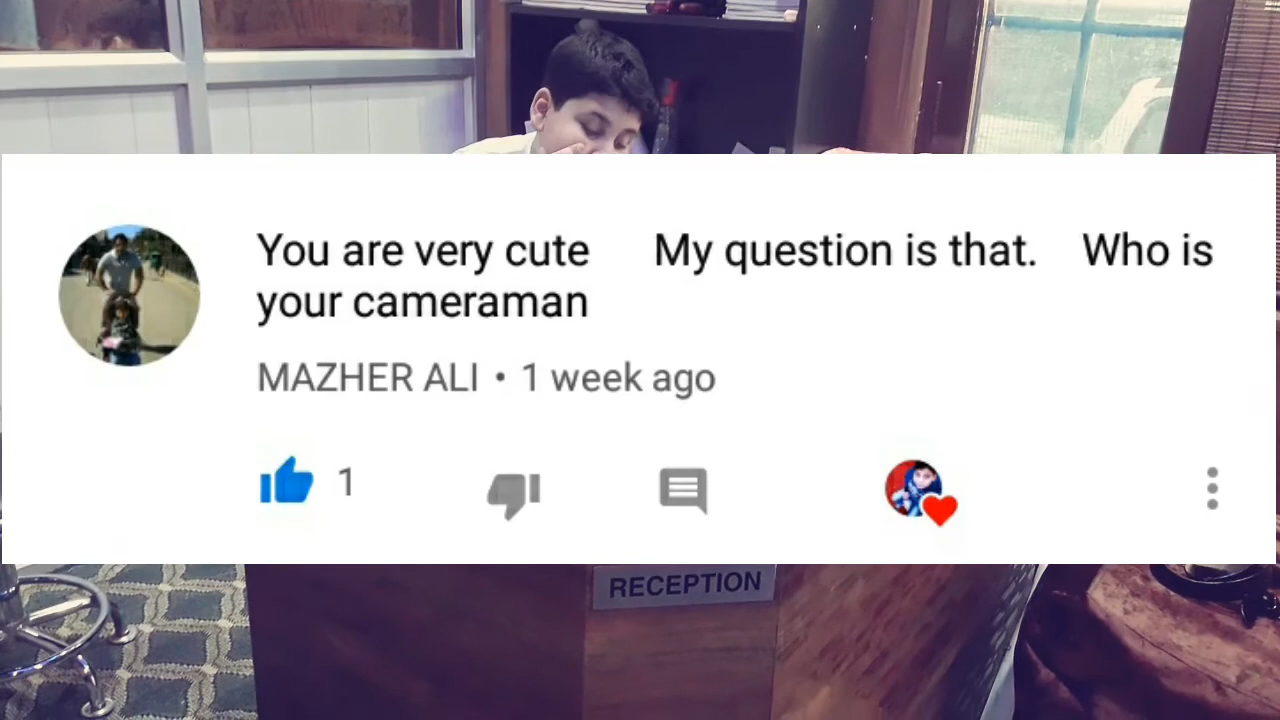 You are very cute My question is that. Who is
your cameraman
MAZHER ALI • 1 week ago
1
RECEPTION